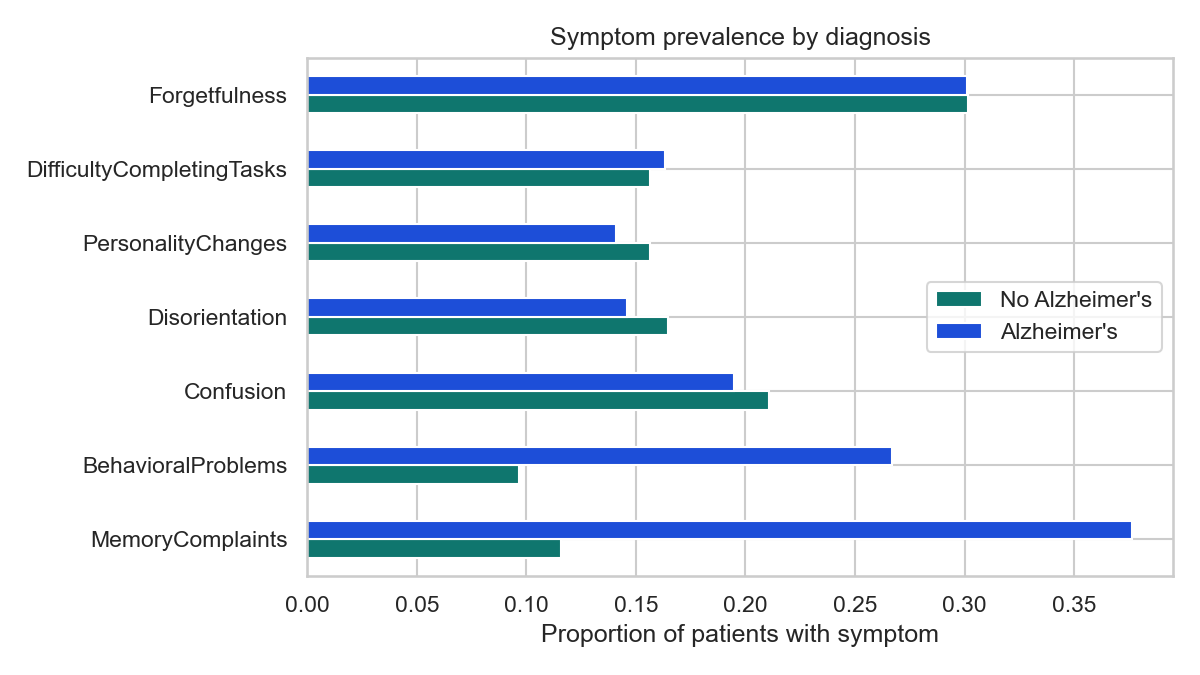 Symptom prevalence by diagnosis
Forgetfulness
DifficultyCompletingTasks
PersonalityChanges
Disorientation
Confusion
BehavioralProblems
MemoryComplaints
No Alzheimer's
Alzheimer's
0.00 0.05 0.10 0.15 0.20 0.25 0.30 0.35
Proportion of patients with symptom